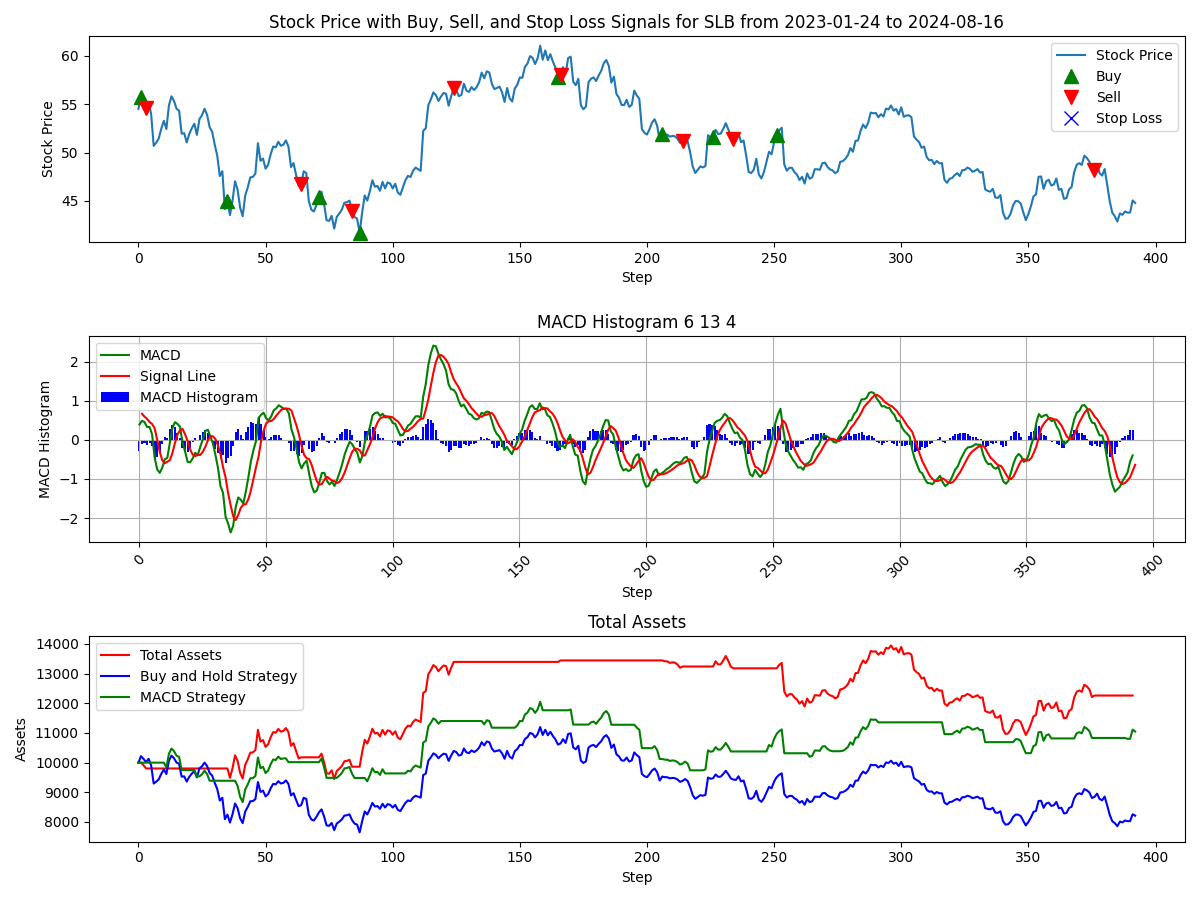 Stock Price with Buy, Sell, and Stop Loss Signals for SLB from 2023-01-24 to 2024-08-16
60
55
50
45
Stock Price
Stock Price
Buy
Sell
Stop Loss
0 50 100 150 200 250 300 350 400
Step
MACD Histogram 6 13 4
2
1
0
−1
−2
MACD Histogram
MACD
Signal Line
MACD Histogram
0 50 100 150 200 250 300 350 400
Step
Total Assets
14000
13000
12000
11000
10000
9000
8000
Assets
Total Assets
Buy and Hold Strategy
MACD Strategy
0 50 100 150 200 250 300 350 400
Step